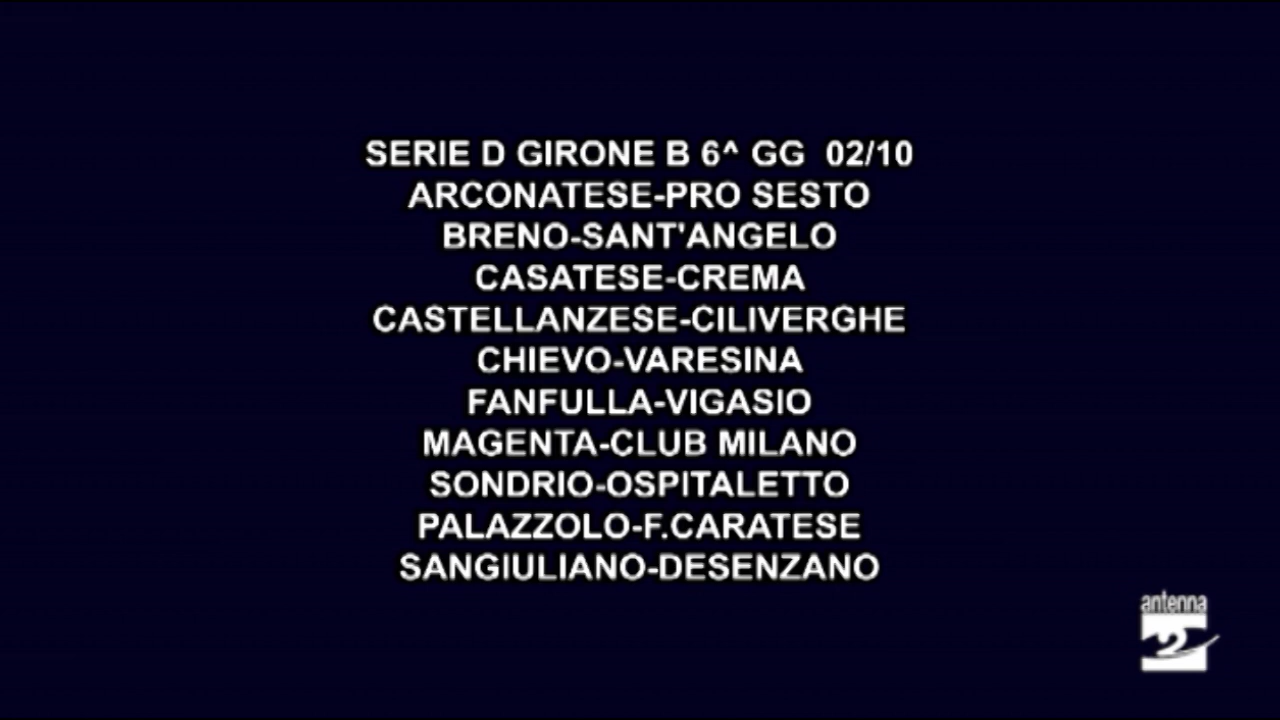 SERIE D GIRONE B 6^ GG 02/10
ARCONATESE-PRO SESTO
BRENO-SANT'ANGELO
CASATESE-CREMA
CASTELLANZESE-CILIVERGHE
CHIEVO-VARESINA
FANFULLA-VIGASIO
MAGENTA-CLUB MILANO
SONDRIO-OSPITALETTO
PALAZZOLO-F.CARATESE
SANGIULIANO-DESENZANO
antenna
2